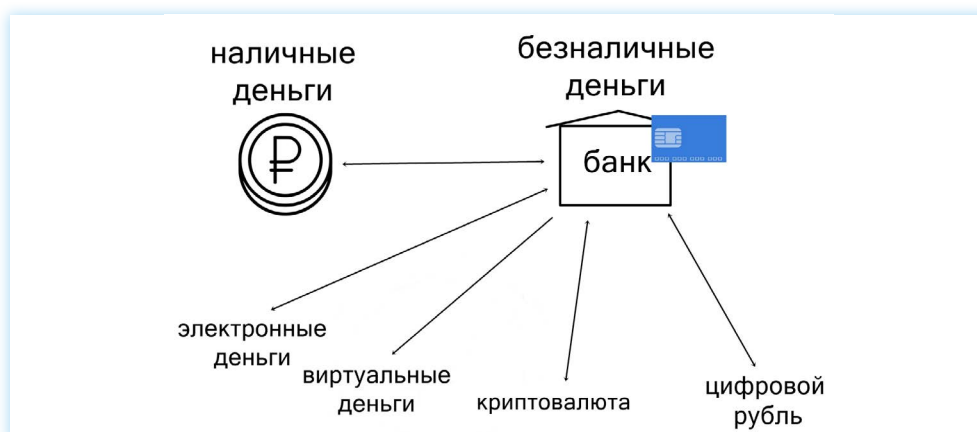 наличные
деньги
безналичные
деньги
банк
электронные
деньги
виртуальные
деньги
криптовалюта
цифровой
рубль